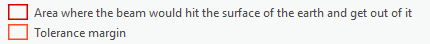 Area where the beam would hit the surface of the earth and get out of it
Tolerance margin